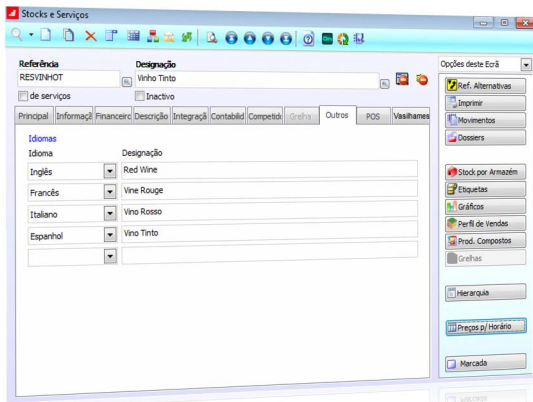 Stocks e Serviços
Referência
Designação
RESVINHOT
Vinho Tinto
de serviços
Inactivo
Principal
Informaçã
Financeiro
Descrição
Integraçã
Contabilid
Competid
Grelha
Outros
POS
Vasilhames
Idiomas
Idioma
Designação
Inglês
Red Wine
Francês
Vine Rouge
Italiano
Vino Rosso
Espanhol
Vino Tinto
Opções deste Ecrã
Ref. Alternativas
Imprimir
Movimentos
Dossiers
Stock por Armazém
Etiquetas
Gráficos
Perfil de Vendas
Prod. Compostos
Grelhas
Hierarquia
Preços p/ Horário
Marcada